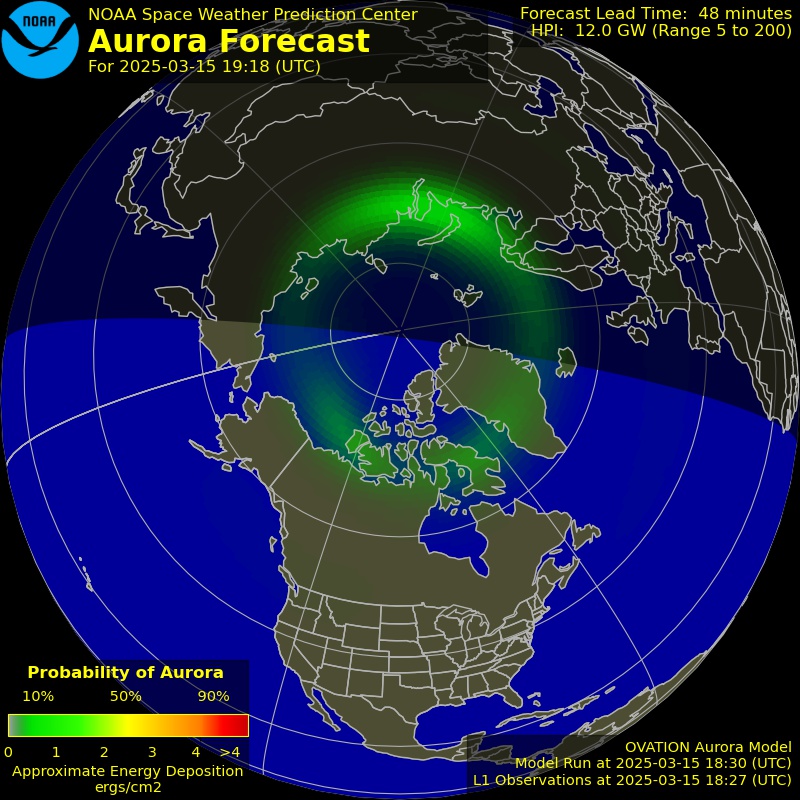 NOAA
NOAA Space Weather Prediction Center
Aurora Forecast
For 2025-03-15 19:18 (UTC)
Forecast Lead Time: 48 minutes
HPI: 12.0 GW (Range 5 to 200)
Probability of Aurora
10% 50% 90%
0 1 2 3 4 >4
Approximate Energy Deposition
ergs/cm2
OVATION Aurora Model
Model Run at 2025-03-15 18:30 (UTC)
L1 Observations at 2025-03-15 18:27 (UTC)